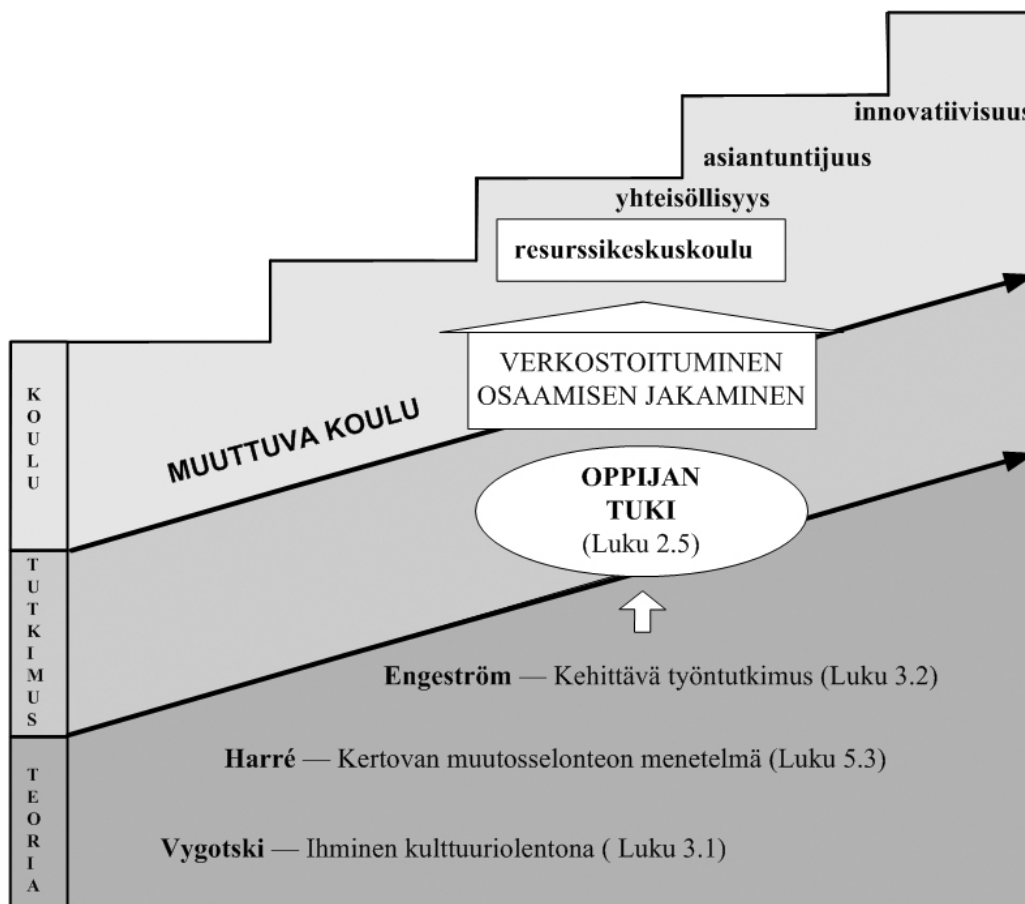 innovatiivisuus
asiantuntijuus
yhteisöllisyys
resurssikeskuskoulu
VERKOSTOITUMINEN
OSAAMISEN JAKAMINEN
MUUTTUVA KOULU
KOULU
OPPIJAN
TUKI
(Luku 2.5)
TUTKIMUS
Engeström — Kehittävä työntutkimus (Luku 3.2)
Harré — Kertovan muutosselonteon menetelmä (Luku 5.3)
TEORIA
Vygotski — Ihminen kulttuuriolentona ( Luku 3.1)